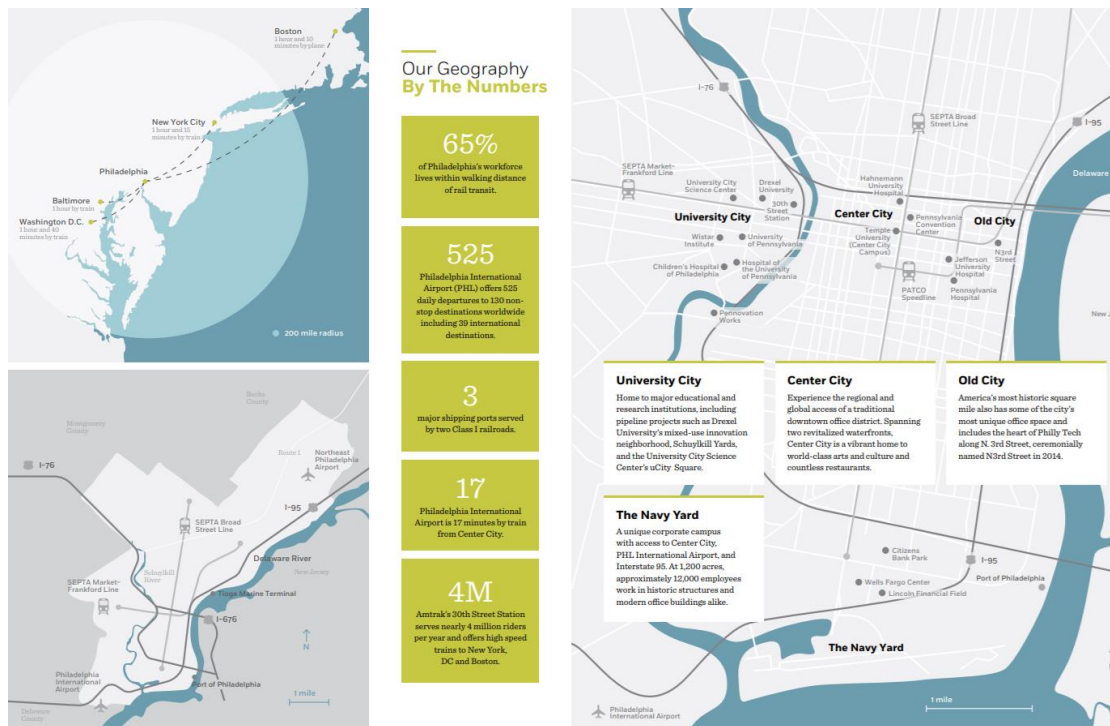 Boston
1 hour and 10
minutes by plane
New York City
1 hour and 15
minutes by train
Philadelphia
Baltimore
1 hour by train
Washington D.C.
1 hour and 40
minutes by train
200 mile radius
Bucks
County
Montgomery
County
I-76
Route 1
Northeast
Philadelphia
Airport
I-95
SEPTA Broad
Street Line
Delaware River
New Jersey
Schuylkill
River
SEPTA Market-
Frankford Line
Tioga Marine Terminal
I-676
N
Philadelphia
International
Airport
Port of Philadelphia
1 mile
Delaware
County
Our Geography
By The Numbers
65%
of Philadelphia's workforce
lives within walking distance
of rail transit.
525
Philadelphia International
Airport (PHL) offers 525
daily departures to 130 non-
stop destinations worldwide
including 39 international
destinations.
3
major shipping ports served
by two Class I railroads.
17
Philadelphia International
Airport is 17 minutes by train
from Center City.
4M
Amtrak's 30th Street Station
serves nearly 4 million riders
per year and offers high speed
trains to New York,
DC and Boston.
I-76
SEPTA Broad
Street Line
I-95
SEPTA Market-
Frankford Line
Delaware
University City
Science Center
Drexel
University
30th
Street
Station
Hahnemann
University
Hospital
University City
Center City
Old City
Pennsylvania
Convention
Center
Temple
University
(Center City
Campus)
Wistar
Institute
University
of Pennsylvania
N3rd
Street
Children's Hospital
of Philadelphia
Hospital of
the University
of Pennsylvania
Jefferson
University
Hospital
PATCO
Speedline
Pennsylvania
Hospital
Pennovation
Works
New J
University City
Home to major educational and
research institutions, including
pipeline projects such as Drexel
University's mixed-use innovation
neighborhood, Schuylkill Yards,
and the University City Science
Center's uCity Square.
Center City
Experience the regional and
global access of a traditional
downtown office district. Spanning
two revitalized waterfronts,
Center City is a vibrant home to
world-class arts and culture and
countless restaurants.
Old City
America's most historic square
mile also has some of the city's
most unique office space and
includes the heart of Philly Tech
along N. 3rd Street, ceremonially
named N3rd Street in 2014.
The Navy Yard
A unique corporate campus
with access to Center City,
PHL International Airport, and
Interstate 95. At 1,200 acres,
approximately 12,000 employees
work in historic structures and
modern office buildings alike.
Citizens
Bank Park
I-95
Wells Fargo Center
Port of Philadelphia
Lincoln Financial Field
The Navy Yard
1 mile
Philadelphia
International Airport